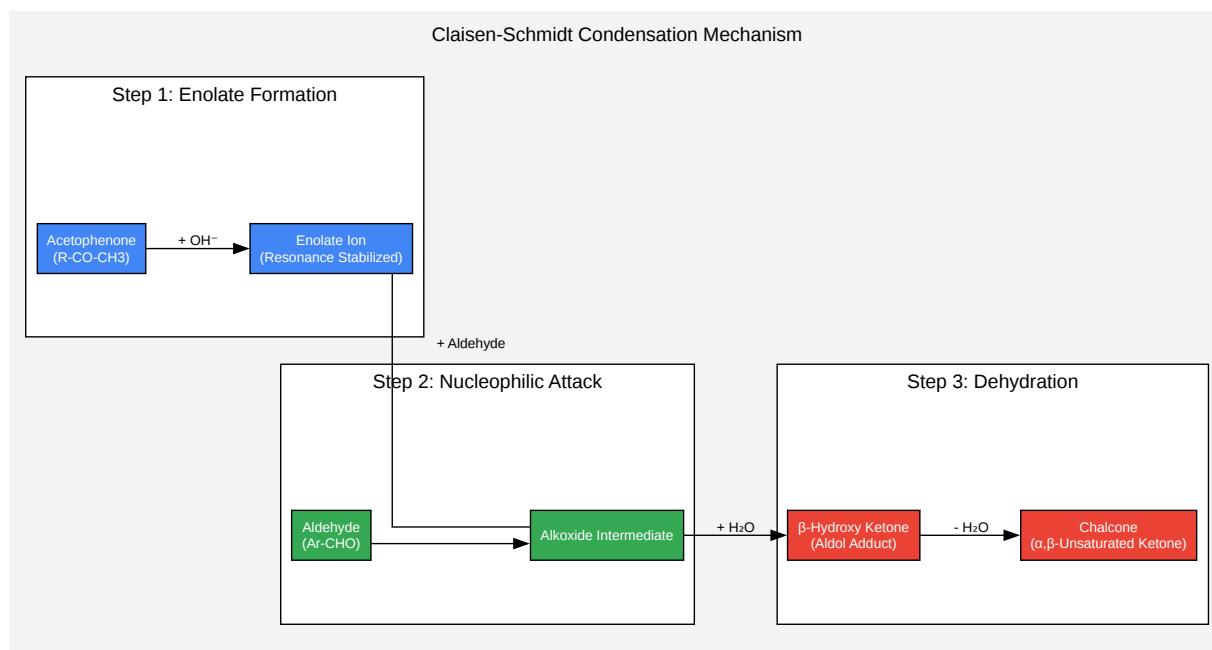 Claisen-Schmidt Condensation Mechanism
Step 1: Enolate Formation
Acetophenone
(R-CO-CH3)
+ OH⁻
Enolate Ion
(Resonance Stabilized)
+ Aldehyde
Step 2: Nucleophilic Attack
Aldehyde
(Ar-CHO)
Alkoxide Intermediate
+ H₂O
Step 3: Dehydration
β-Hydroxy Ketone
(Aldol Adduct)
- H₂O
Chalcone
(α,β-Unsaturated Ketone)